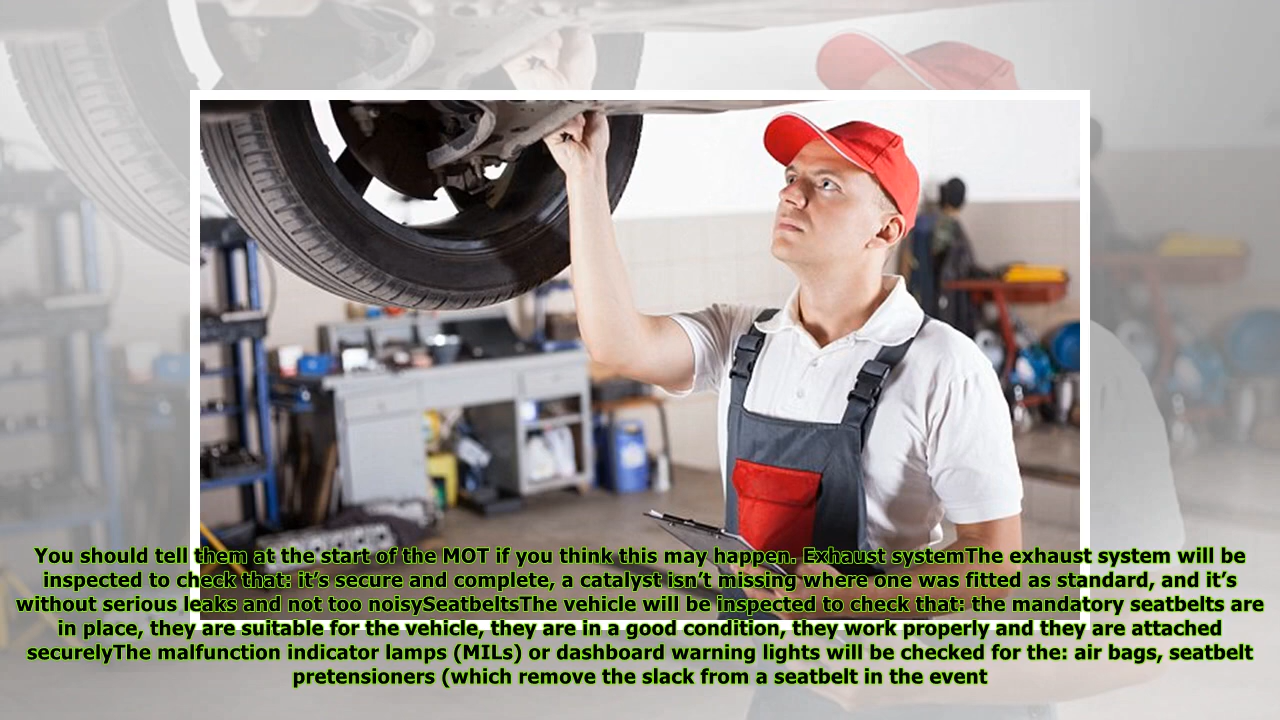 You should tell them at the start of the MOT if you think this may happen. Exhaust systemThe exhaust system will be
inspected to check that: it’s secure and complete, a catalyst isn’t missing where one was fitted as standard, and it’s
without serious leaks and not too noisySeatbeltsThe vehicle will be inspected to check that: the mandatory seatbelts are
in place, they are suitable for the vehicle, they are in a good condition, they work properly and they are attached
securelyThe malfunction indicator lamps (MILs) or dashboard warning lights will be checked for the: air bags, seatbelt
pretensioners (which remove the slack from a seatbelt in the event